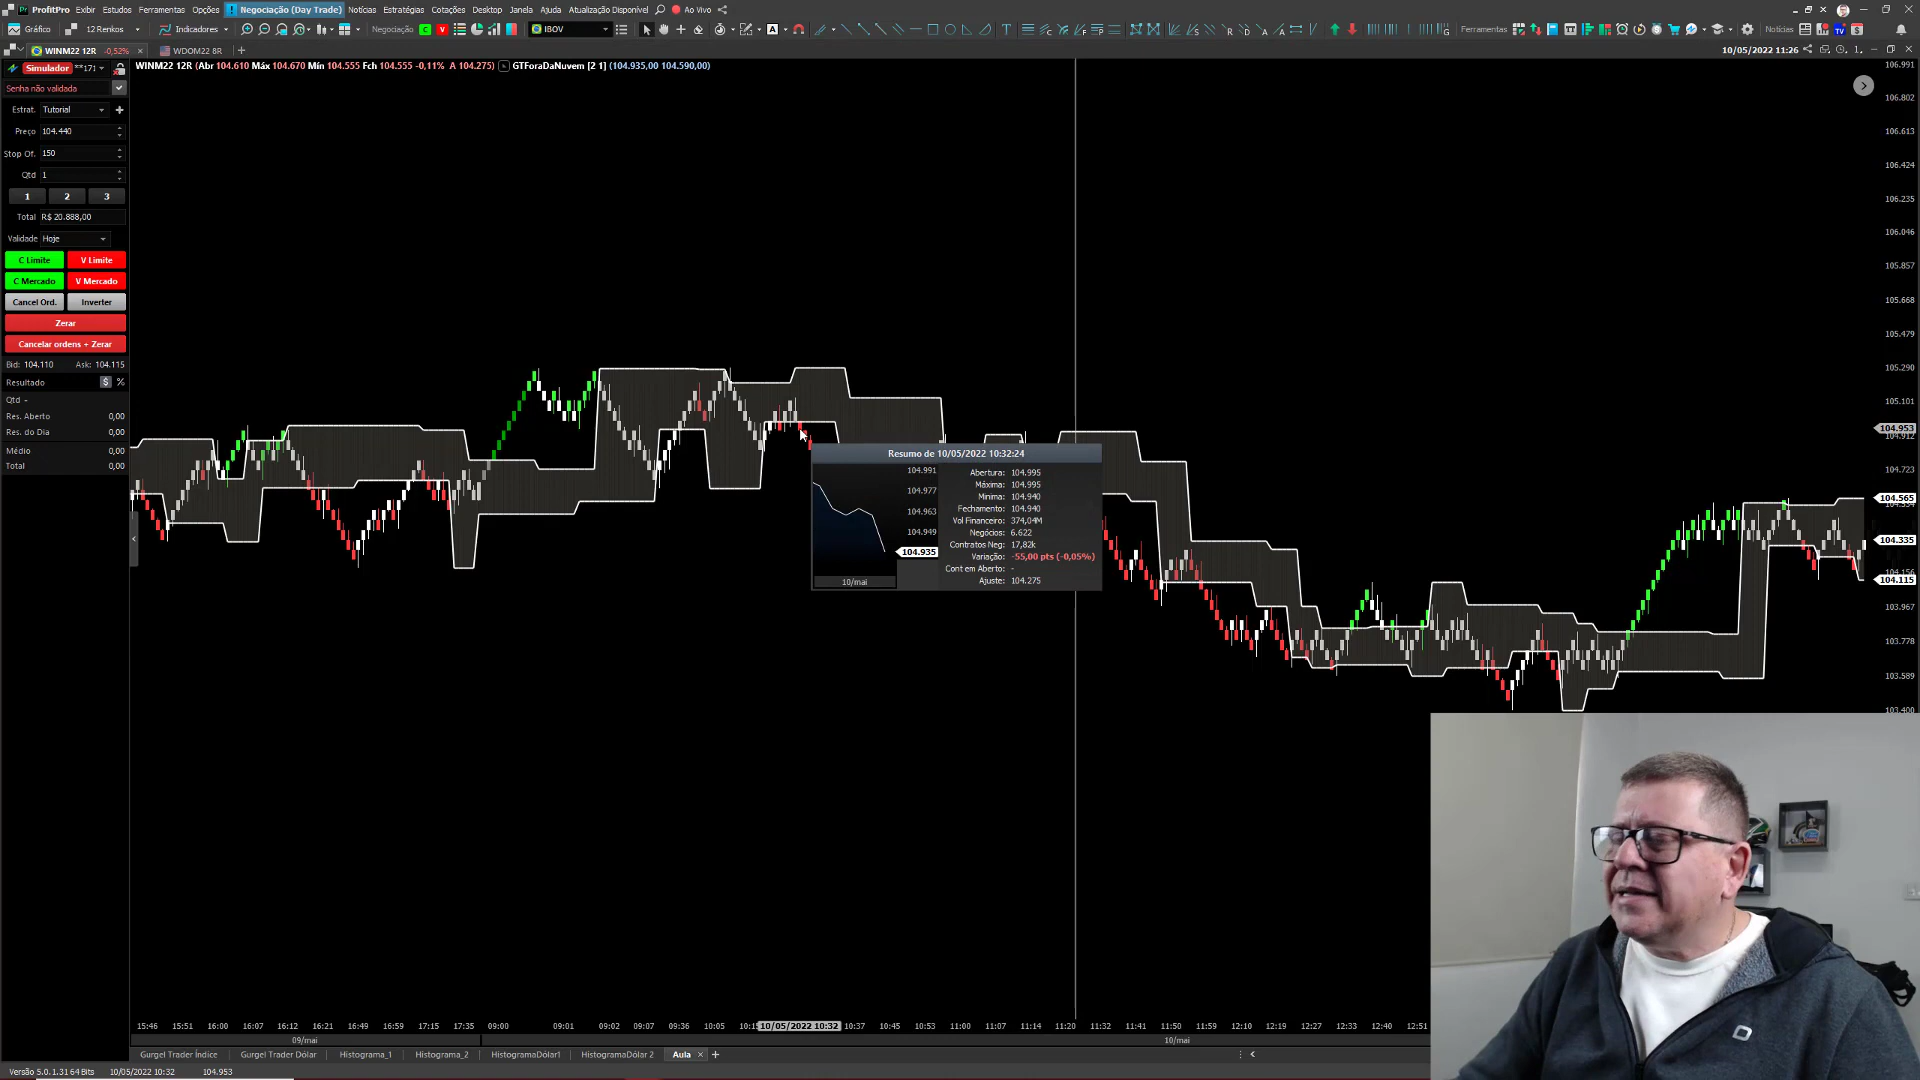 ProfitPro Exibir Estudos Ferramentas Opções ! Negociação (Day Trade) Notícias Estratégias Cotações Desktop Janela Ajuda Atualização Disponível Ao Vivo
Gráfico 12 Renkos Indicadores Negociação C V IBOV Ferramentas Notícias
WINM22 12R -0,52% WDOM22 8R 10/05/2022 11:26
Simulador **171
WINM22 12R (Abr 104.610 Máx 104.670 Mín 104.555 Fch 104.555 -0,11% A 104.275) GTForaDaNuvem [2 1] (104.935,00 104.590,00)
Senha não validada
Estrat. Tutorial
Preço 104.440
Stop Of. 150
Qtd 1
1 2 3
Total R$ 20.888,00
Validade Hoje
C Limite V Limite
C Mercado V Mercado
Cancel Ord. Inverter
Zerar
Cancelar ordens + Zerar
Bid: 104.110 Ask: 104.115
Resultado $ %
Qtd -
Res. Aberto 0,00
Res. do Dia 0,00
Médio 0,00
Total 0,00
Resumo de 10/05/2022 10:32:24
104.991
104.977
104.963
104.949
104.935
10/mai
Abertura: 104.995
Máxima: 104.995
Mínima: 104.940
Fechamento: 104.940
Vol Financeiro: 374,04M
Negócios: 6.622
Contratos Neg: 17,82k
Variação: -55,00 pts (-0,05%)
Cont em Aberto: -
Ajuste: 104.275
106.991
106.802
106.613
106.424
106.235
106.046
105.857
105.668
105.479
105.290
105.101
104.953
104.912
104.723
104.565
104.534
104.335
104.156
104.115
103.967
103.778
103.589
103.400
15:46 15:51 16:00 16:07 16:12 16:21 16:49 17:15 17:35 09:00 09:01 09:02 09:07 09:36 10:05 10:15 10/05/2022 10:32 10:37 10:45 10:53 11:00 11:07 11:14 11:20 11:32 11:41 11:59 12:14 12:19 12:27 12:33 12:40 12:51
09/mai 10/mai
Gurgel Trader Índice Gurgel Trader Dólar Histograma_1 Histograma_2 HistogramaDólar1 HistogramaDólar 2 Aula
Versão 5.0.1.31 64 Bits 10/05/2022 10:32 104.953